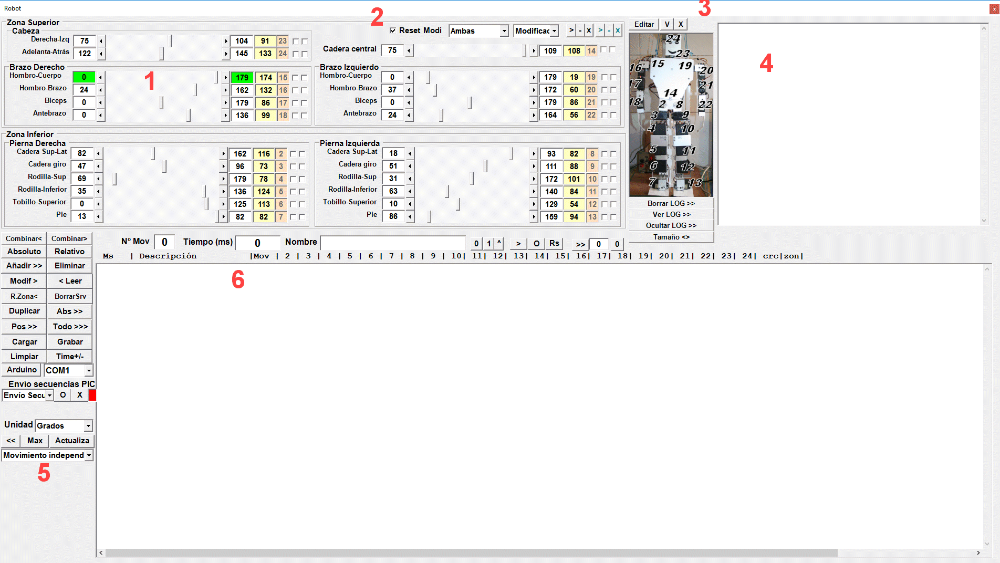 Robot x
2 3
Zona Superior
Cabeza
Derecha-Izq 75 104 91 23
Adelanta-Atrás 122 145 133 24
Reset Modi Ambas Modificac > - x > - x
Cadera central 75 109 108 14
Brazo Derecho
Hombro-Cuerpo 0 179 174 15
Hombro-Brazo 24 162 132 16
Biceps 0 179 86 17
Antebrazo 0 136 99 18
1
Brazo Izquierdo
Hombro-Cuerpo 0 179 19 19
Hombro-Brazo 37 172 60 20
Biceps 0 179 86 21
Antebrazo 24 164 56 22
Zona Inferior
Pierna Derecha
Cadera Sup-Lat 82 162 116 2
Cadera giro 47 96 73 3
Rodilla-Sup 69 179 78 4
Rodilla-Inferior 35 136 124 5
Tobillo-Superior 0 125 113 6
Pie 13 82 82 7
Pierna Izquierda
Cadera Sup-Lat 18 93 82 8
Cadera giro 51 111 88 9
Rodilla-Sup 31 172 101 10
Rodilla-Inferior 63 140 84 11
Tobillo-Superior 10 129 54 12
Pie 86 159 94 13
Editar V X
24
23
16 15 19 20
17 21
14
18 2 8 22
3 9
4 10
5 11
6 12
7 13
Borrar LOG >>
Ver LOG >>
Ocultar LOG >>
Tamaño <>
4
Combinar< Combinar>
Absoluto Relativo
Añadir >> Eliminar
Modif > < Leer
R.Zona< BorrarSrv
Duplicar Abs >>
Pos >> Todo >>>
Cargar Grabar
Limpiar Time+/-
Arduino COM1
Envío secuencias PIC
Envío Secu O X
Unidad Grados
<< Max Actualiza
Movimiento independ
5
Nº Mov 0 Tiempo (ms) 0 Nombre 0 1 ^ > O Rs >> 0 0
Ms | Descripción |Mov | 2 | 3 | 4 | 5 | 6 | 7 | 8 | 9 | 10| 11| 12| 13| 14| 15| 16| 17| 18| 19| 20| 21| 22| 23| 24| crc|zon|
6